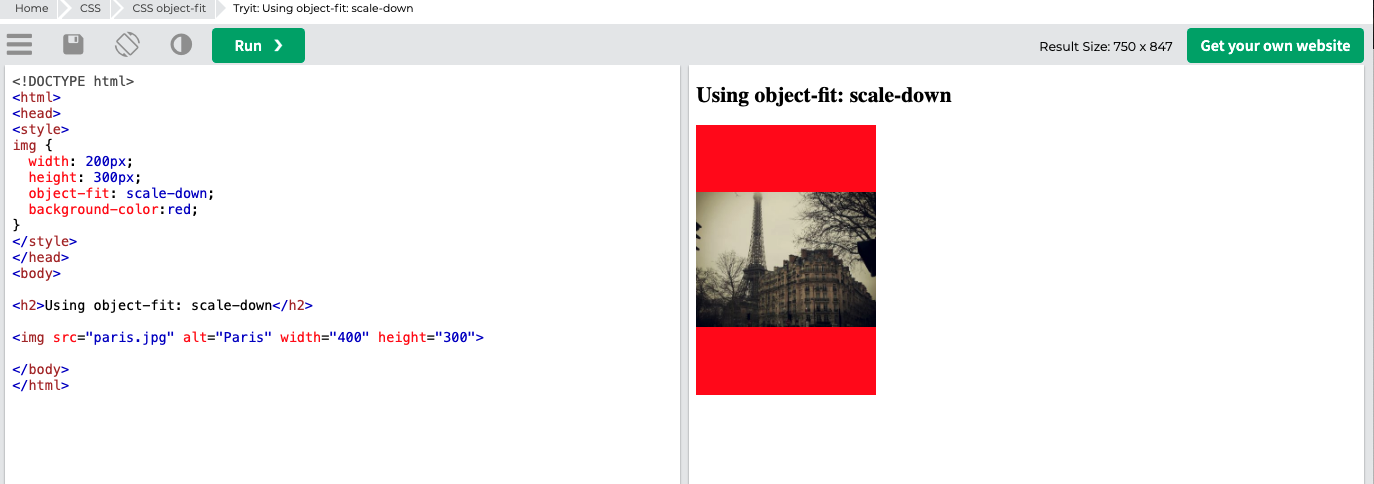 Home CSS CSS object-fit Tryit: Using object-fit: scale-down
Run ❯ Result Size: 750 x 847 Get your own website
<!DOCTYPE html>
<html>
<head>
<style>
img {
  width: 200px;
  height: 300px;
  object-fit: scale-down;
  background-color:red;
}
</style>
</head>
<body>
<h2>Using object-fit: scale-down</h2>
<img src="paris.jpg" alt="Paris" width="400" height="300">
</body>
</html>
Using object-fit: scale-down